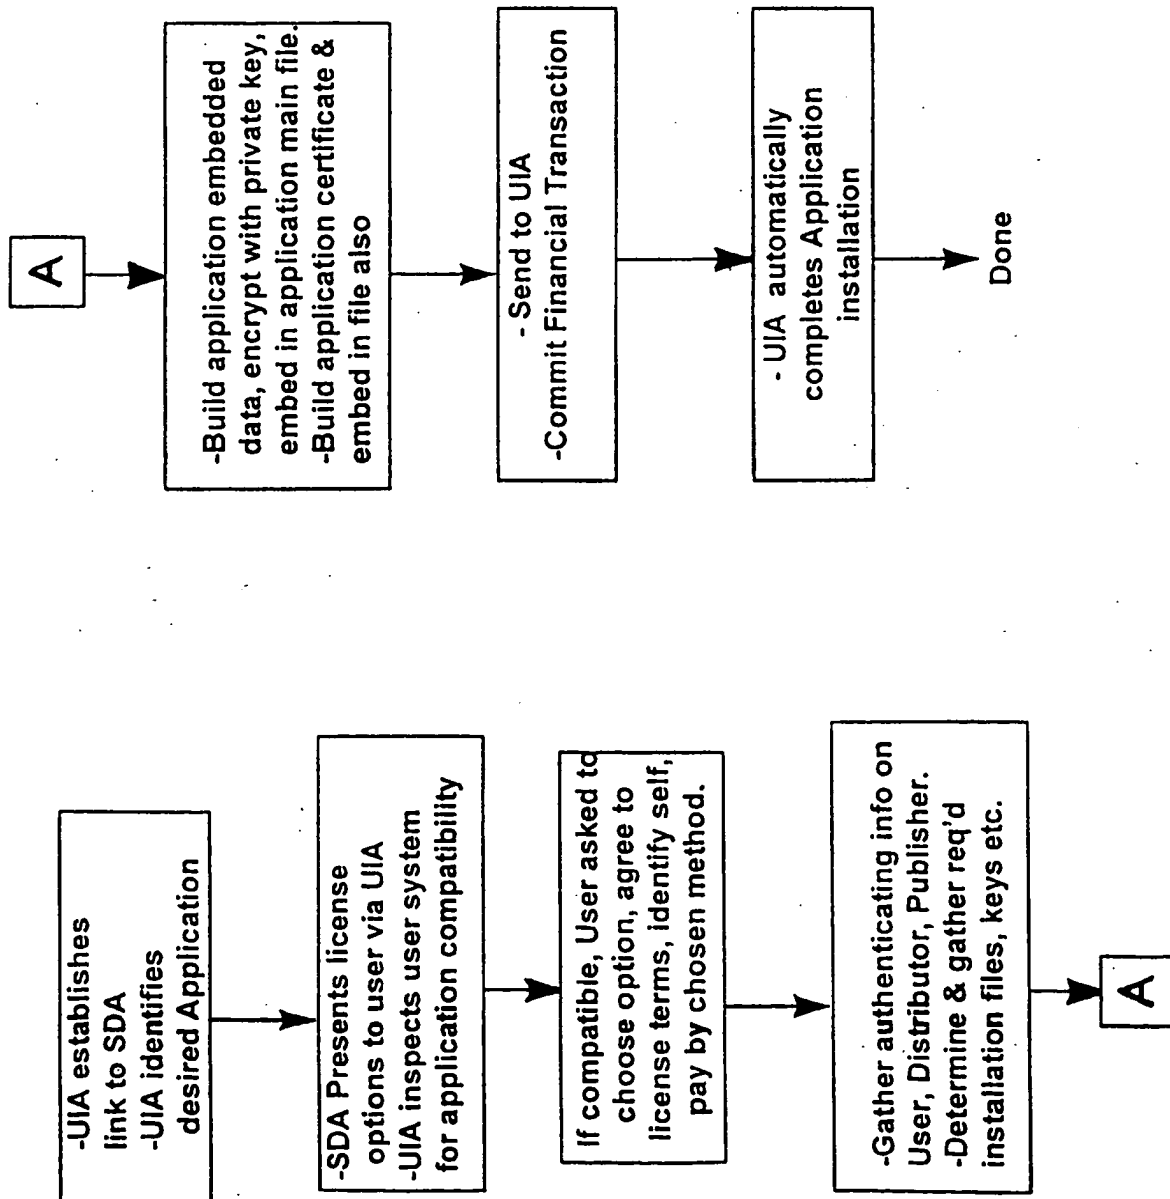 -UIA establishes
link to SDA
-UIA identifies
desired Application
-SDA Presents license
options to user via UIA
-UIA inspects user system
for application compatibility
If compatible, User asked to
choose option, agree to
license terms, identify self,
pay by chosen method.
-Gather authenticating info on
User, Distributor, Publisher.
-Determine & gather req'd
installation files, keys etc.
A
A
-Build application embedded
data, encrypt with private key,
embed in application main file.
-Build application certificate &
embed in file also
- Send to UIA
-Commit Financial Transaction
- UIA automatically
completes Application
installation
Done